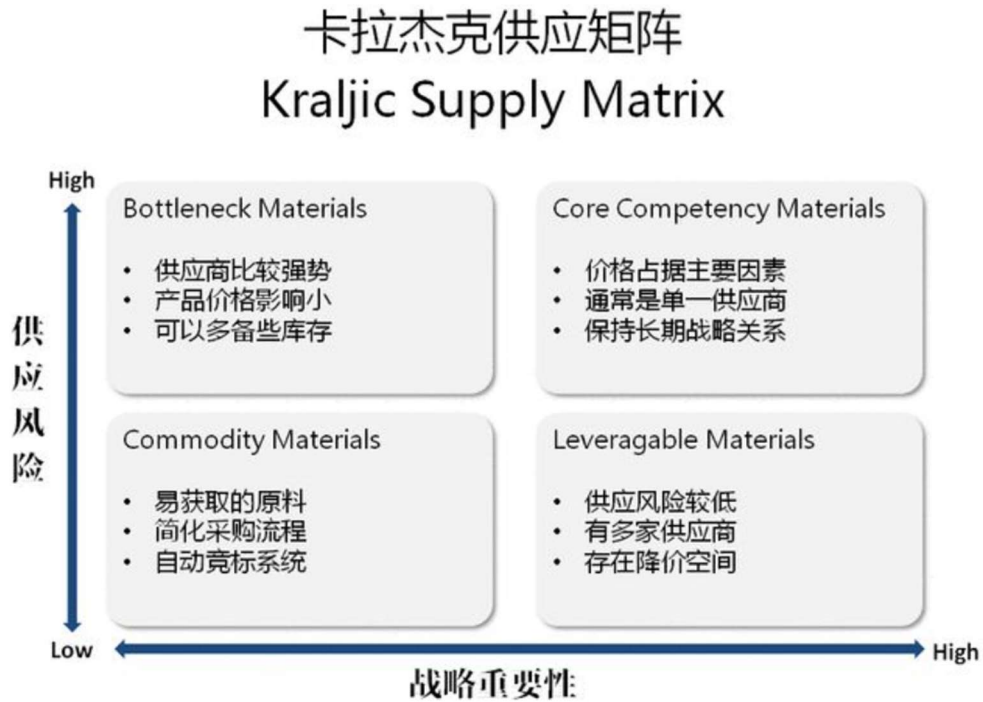 卡拉杰克供应矩阵
Kraljic Supply Matrix
High
Bottleneck Materials
• 供应商比较强势
• 产品价格影响小
• 可以多备些库存
Core Competency Materials
• 价格占据主要因素
• 通常是单一供应商
• 保持长期战略关系
供应风险
Commodity Materials
• 易获取的原料
• 简化采购流程
• 自动竞标系统
Leveragable Materials
• 供应风险较低
• 有多家供应商
• 存在降价空间
Low
High
战略重要性